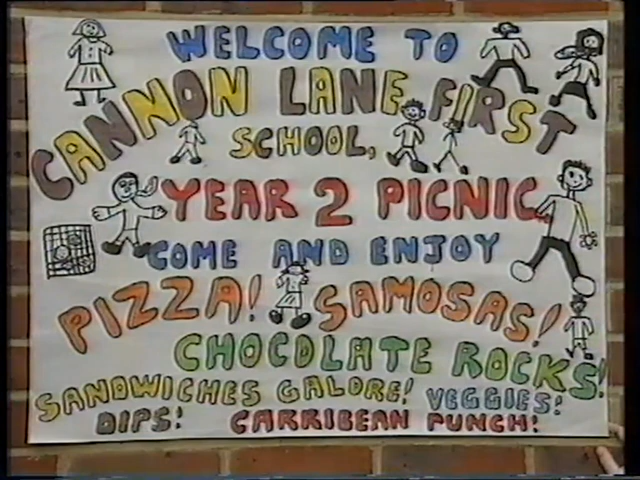 WELCOME TO
CANNON LANE FIRST
SCHOOL,
YEAR 2 PICNIC
COME AND ENJOY
PIZZA! SAMOSAS!
CHOCOLATE ROCKS!
SANDWICHES GALORE! VEGGIES!
DIPS! CARRIBEAN PUNCH!